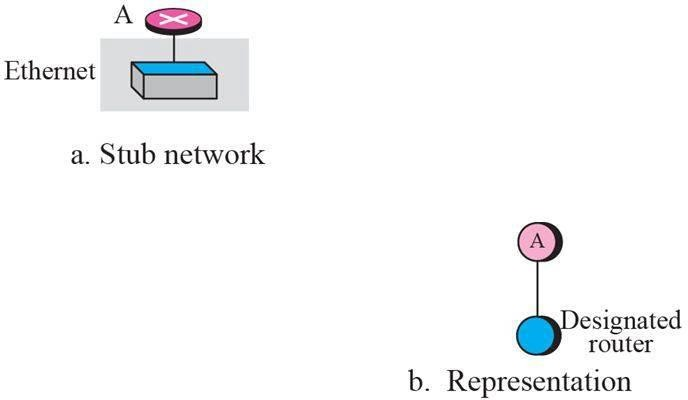 A
Ethernet
a. Stub network
A
Designated
router
b. Representation